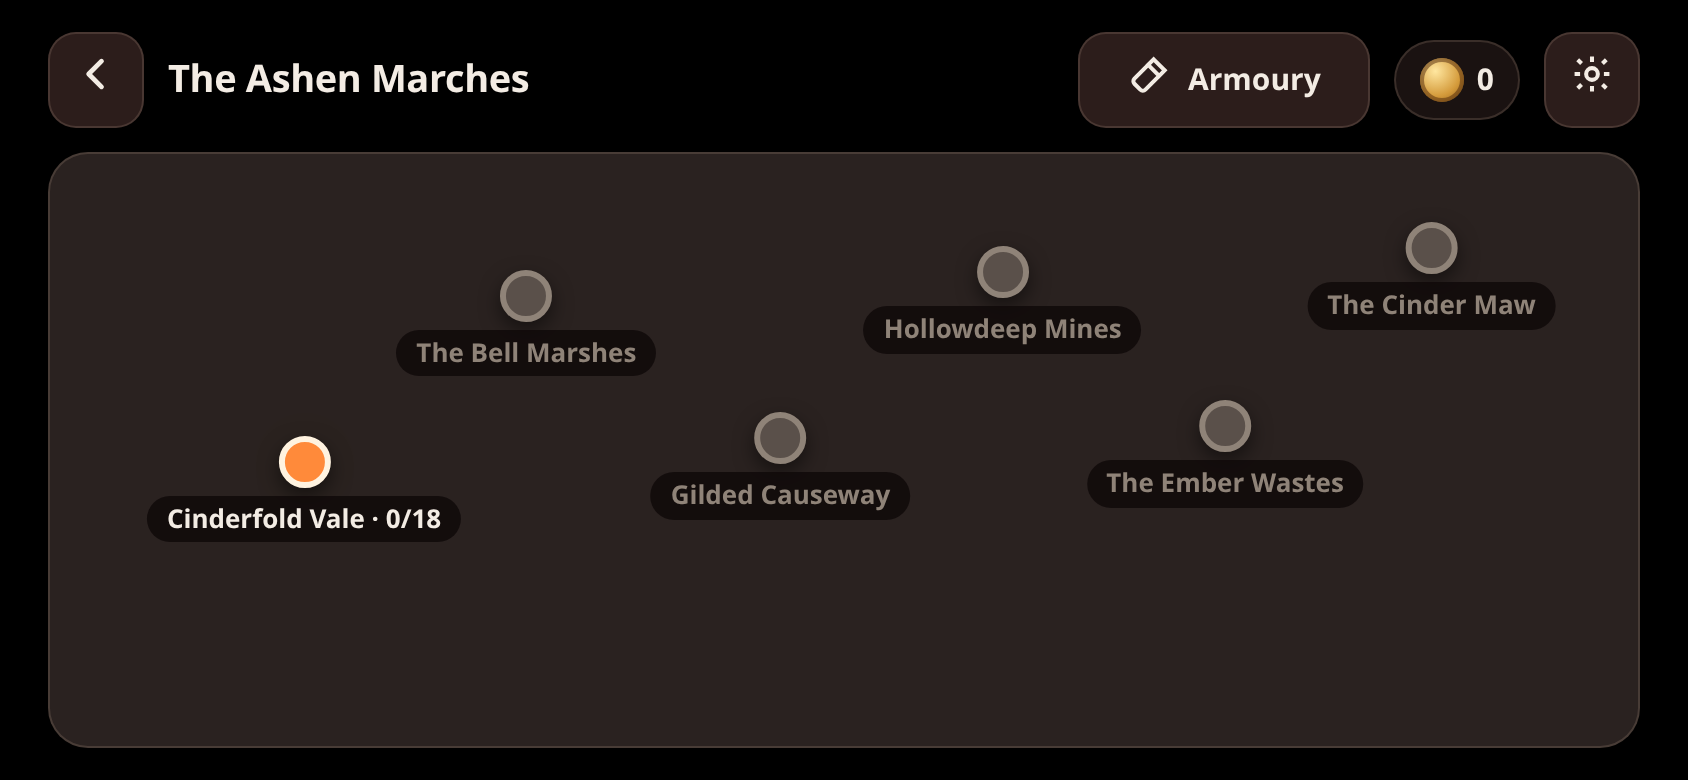 The Ashen Marches
Armoury
0
The Cinder Maw
Hollowdeep Mines
The Bell Marshes
The Ember Wastes
Gilded Causeway
Cinderfold Vale · 0/18